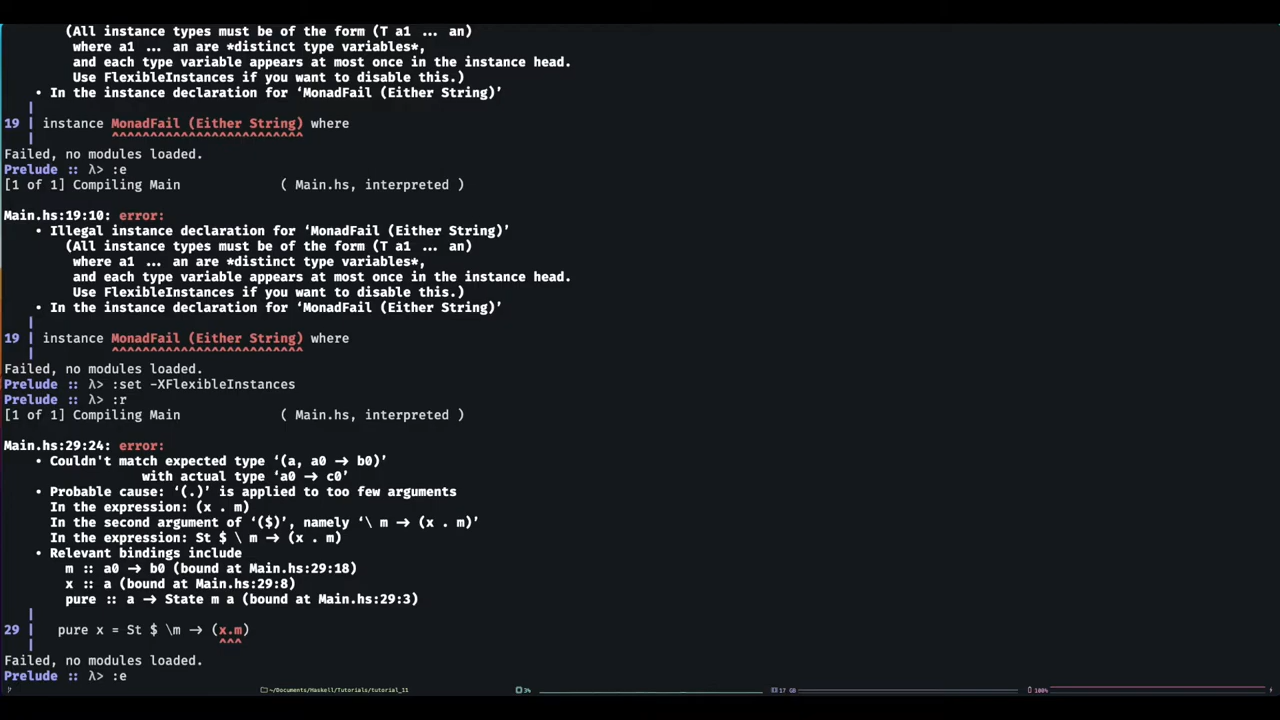 (All instance types must be of the form (T a1 ... an)
where a1 ... an are *distinct type variables*,
and each type variable appears at most once in the instance head.
Use FlexibleInstances if you want to disable this.)
• In the instance declaration for ‘MonadFail (Either String)’
|
19 | instance MonadFail (Either String) where
| ^^^^^^^^^^^^^^^^^^^^^^^^^
Failed, no modules loaded.
Prelude :: λ> :e
[1 of 1] Compiling Main ( Main.hs, interpreted )
Main.hs:19:10: error:
• Illegal instance declaration for ‘MonadFail (Either String)’
(All instance types must be of the form (T a1 ... an)
where a1 ... an are *distinct type variables*,
and each type variable appears at most once in the instance head.
Use FlexibleInstances if you want to disable this.)
• In the instance declaration for ‘MonadFail (Either String)’
|
19 | instance MonadFail (Either String) where
| ^^^^^^^^^^^^^^^^^^^^^^^^^
Failed, no modules loaded.
Prelude :: λ> :set -XFlexibleInstances
Prelude :: λ> :r
[1 of 1] Compiling Main ( Main.hs, interpreted )
Main.hs:29:24: error:
• Couldn't match expected type ‘(a, a0 -> b0)’
with actual type ‘a0 -> c0’
• Probable cause: ‘(.)’ is applied to too few arguments
In the expression: (x . m)
In the second argument of ‘($)’, namely ‘\ m -> (x . m)’
In the expression: St $ \ m -> (x . m)
• Relevant bindings include
m :: a0 -> b0 (bound at Main.hs:29:18)
x :: a (bound at Main.hs:29:8)
pure :: a -> State m a (bound at Main.hs:29:3)
|
29 | pure x = St $ \m -> (x.m)
| ^^^
Failed, no modules loaded.
Prelude :: λ> :e
~/Documents/Haskell/Tutorials/tutorial_11 3% 17 GB 100%